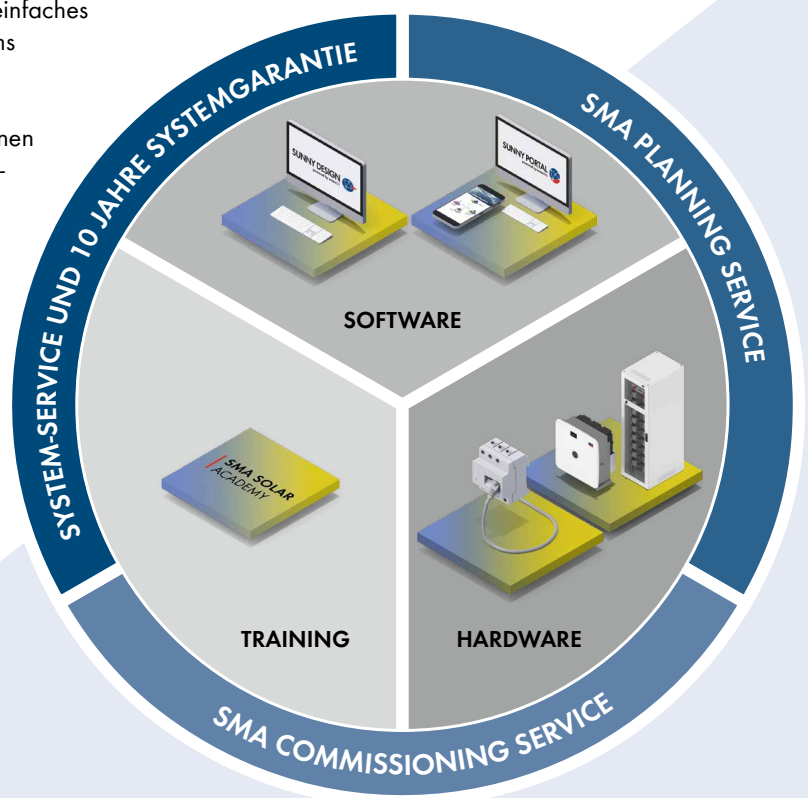 einfaches
ns
men
-
SYSTEM-SERVICE UND 10 JAHRE SYSTEMGARANTIE
SMA PLANNING SERVICE
SUNNY DESIGN
SUNNY PORTAL
SOFTWARE
SMA SOLAR
ACADEMY
TRAINING
HARDWARE
SMA COMMISSIONING SERVICE